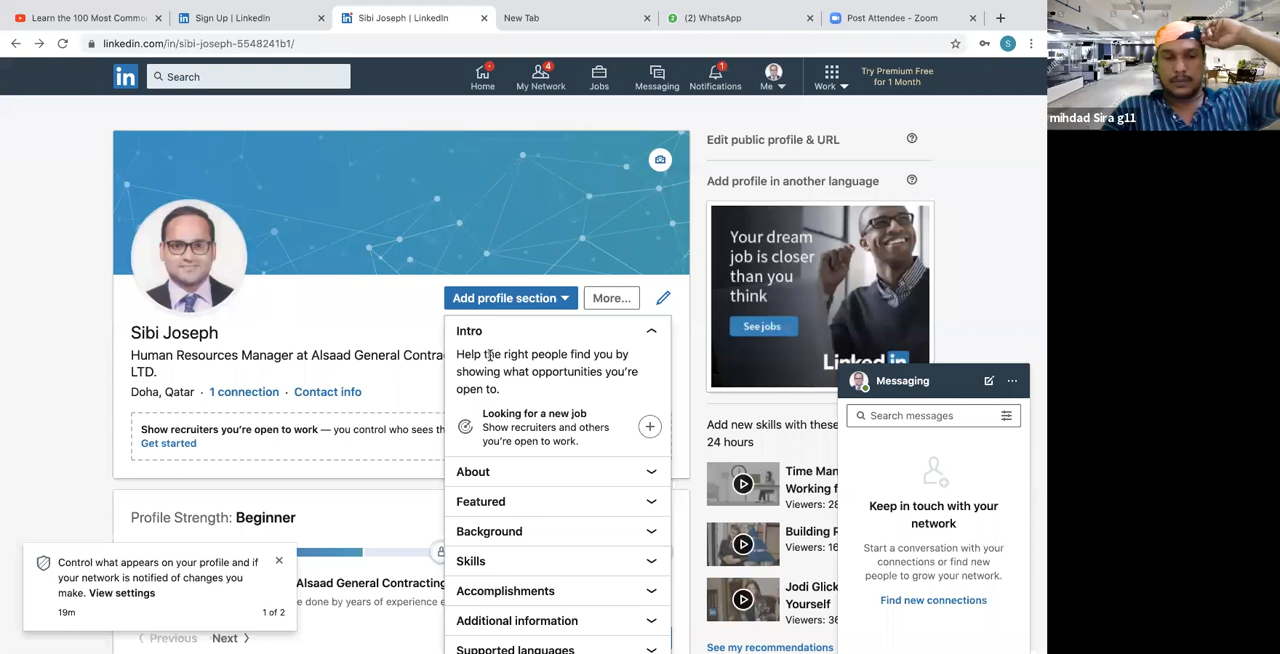 Learn the 100 Most Commo
Sign Up | LinkedIn
Sibi Joseph | LinkedIn
New Tab
(2) WhatsApp
Post Attendee - Zoom
linkedin.com/in/sibi-joseph-5548241b1/
S
in
Search
Home
4
My Network
Jobs
Messaging
1
Notifications
Me
Work
Try Premium Free
for 1 Month
mihdad Sira g11
Sibi Joseph
Human Resources Manager at Alsaad General Contra
LTD.
Doha, Qatar · 1 connection · Contact info
Show recruiters you're open to work — you control who sees th
Get started
Add profile section
More...
Intro
Help the right people find you by
showing what opportunities you're
open to.
Looking for a new job
Show recruiters and others
you're open to work.
About
Featured
Background
Skills
Accomplishments
Additional information
Supported languages
Profile Strength: Beginner
Alsaad General Contracting
e done by years of experience e
Control what appears on your profile and if
your network is notified of changes you
make. View settings
19m
1 of 2
Previous
Next
Edit public profile & URL
Add profile in another language
Your dream
job is closer
than you
think
See jobs
Linked in
Add new skills with these
24 hours
Time Man
Working f
Viewers: 28
Building R
Viewers: 16
Jodi Glick
Yourself
Viewers: 36
See my recommendations
Messaging
Search messages
Keep in touch with your
network
Start a conversation with your
connections or find new
people to grow your network.
Find new connections